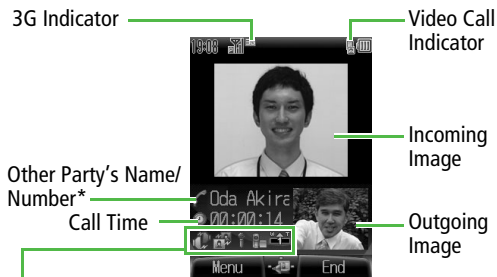 3G Indicator
Video Call
Indicator
19:08
Incoming
Image
Other Party's Name/
Number*
Oda Akira
Call Time
00:00:14
Outgoing
Image
Menu
End